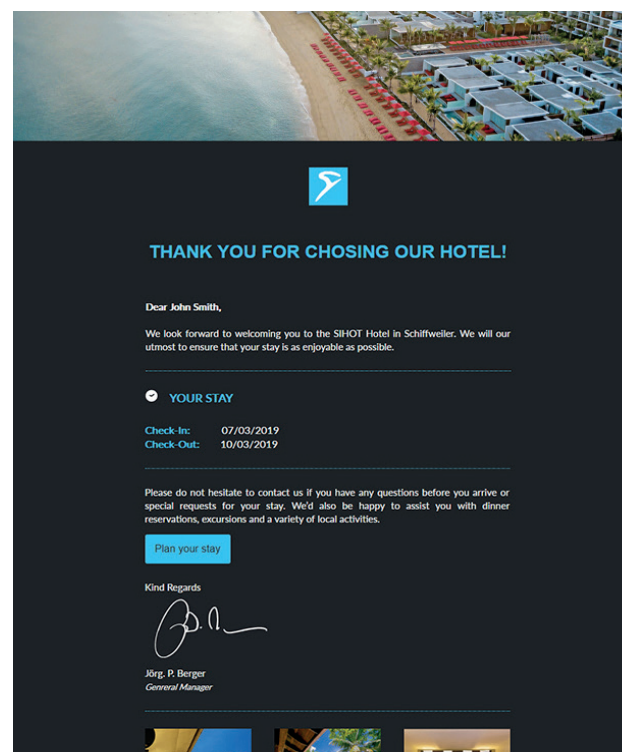 THANK YOU FOR CHOSING OUR HOTEL!
Dear John Smith,
We look forward to welcoming you to the SIHOT Hotel in Schiffweiler. We will our
utmost to ensure that your stay is as enjoyable as possible.
YOUR STAY
Check-In: 07/03/2019
Check-Out: 10/03/2019
Please do not hesitate to contact us if you have any questions before you arrive or
special requests for your stay. We'd also be happy to assist you with dinner
reservations, excursions and a variety of local activities.
Plan your stay
Kind Regards
Jörg. P. Berger
Genreral Manager